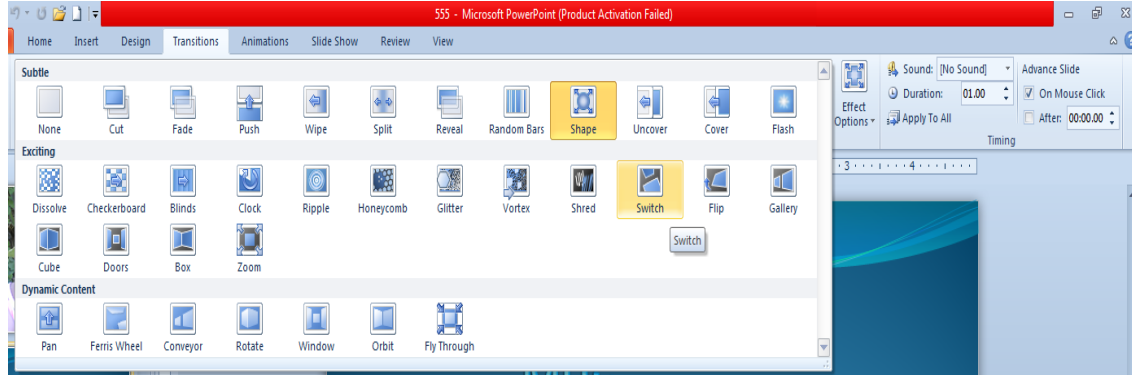 555 - Microsoft PowerPoint (Product Activation Failed)
Home Insert Design Transitions Animations Slide Show Review View
Subtle
None Cut Fade Push Wipe Split Reveal Random Bars Shape Uncover Cover Flash
Exciting
Dissolve Checkerboard Blinds Clock Ripple Honeycomb Glitter Vortex Shred Switch Flip Gallery
Switch
Cube Doors Box Zoom
Dynamic Content
Pan Ferris Wheel Conveyor Rotate Window Orbit Fly Through
Effect
Options
Sound: [No Sound]
Duration: 01.00
Apply To All
Advance Slide
On Mouse Click
After: 00:00.00
Timing
3 4